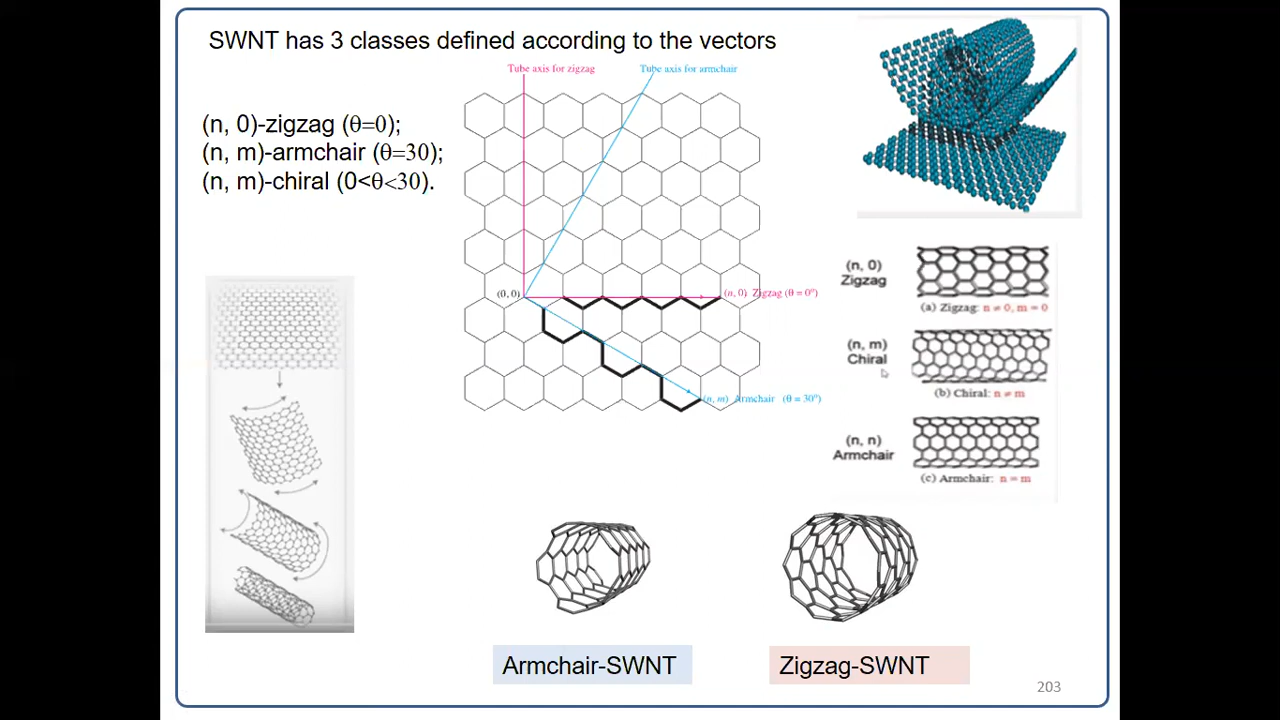 SWNT has 3 classes defined according to the vectors
(n, 0)-zigzag (θ=0);
(n, m)-armchair (θ=30);
(n, m)-chiral (0<θ<30).
Tube axis for zigzag
Tube axis for armchair
(0, 0)
(n, 0) Zigzag (θ = 0°)
(n, m) Armchair (θ = 30°)
(n, 0)
Zigzag
(a) Zigzag: n ≠ 0, m = 0
(n, m)
Chiral
(b) Chiral: n ≠ m
(n, n)
Armchair
(c) Armchair: n = m
Armchair-SWNT
Zigzag-SWNT
203